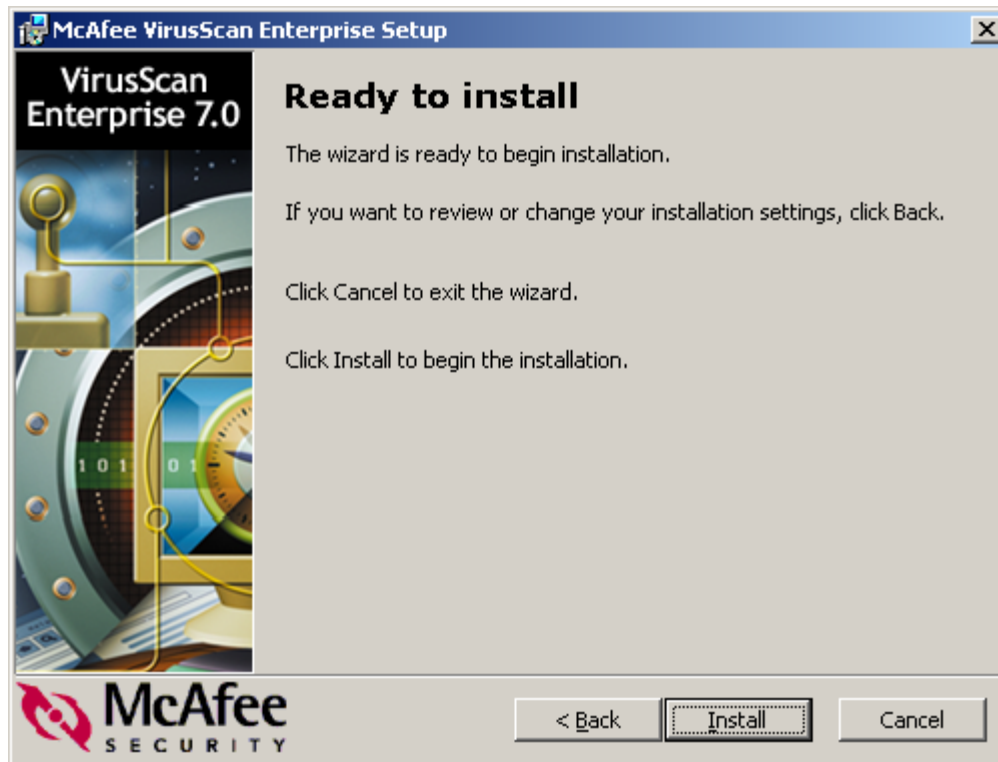 McAfee VirusScan Enterprise Setup
VirusScan
Enterprise 7.0
Ready to install
The wizard is ready to begin installation.
If you want to review or change your installation settings, click Back.
Click Cancel to exit the wizard.
Click Install to begin the installation.
1 0 1 0 1
McAfee
SECURITY
< Back
Install
Cancel